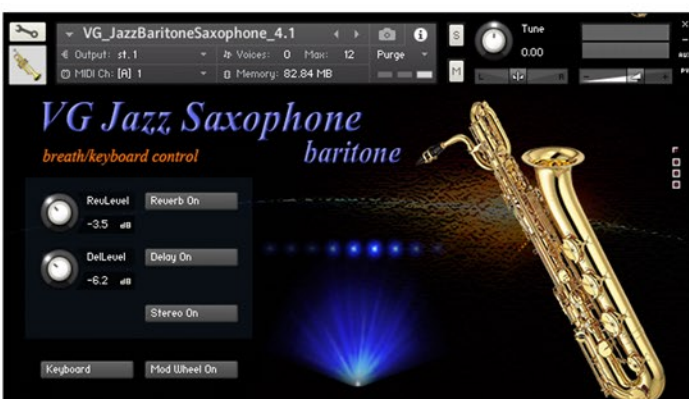 VG_JazzBaritoneSaxophone_4.1
Output: st.1 Voices: 0 Max: 12 Purge
MIDI Ch: [A] 1 Memory: 82.84 MB
S
M
Tune
0.00
L R
- +
VG Jazz Saxophone
baritone
breath/keyboard control
RevLevel Reverb On
-3.5 dB
DelLevel Delay On
-6.2 dB
Stereo On
Keyboard Mod Wheel On